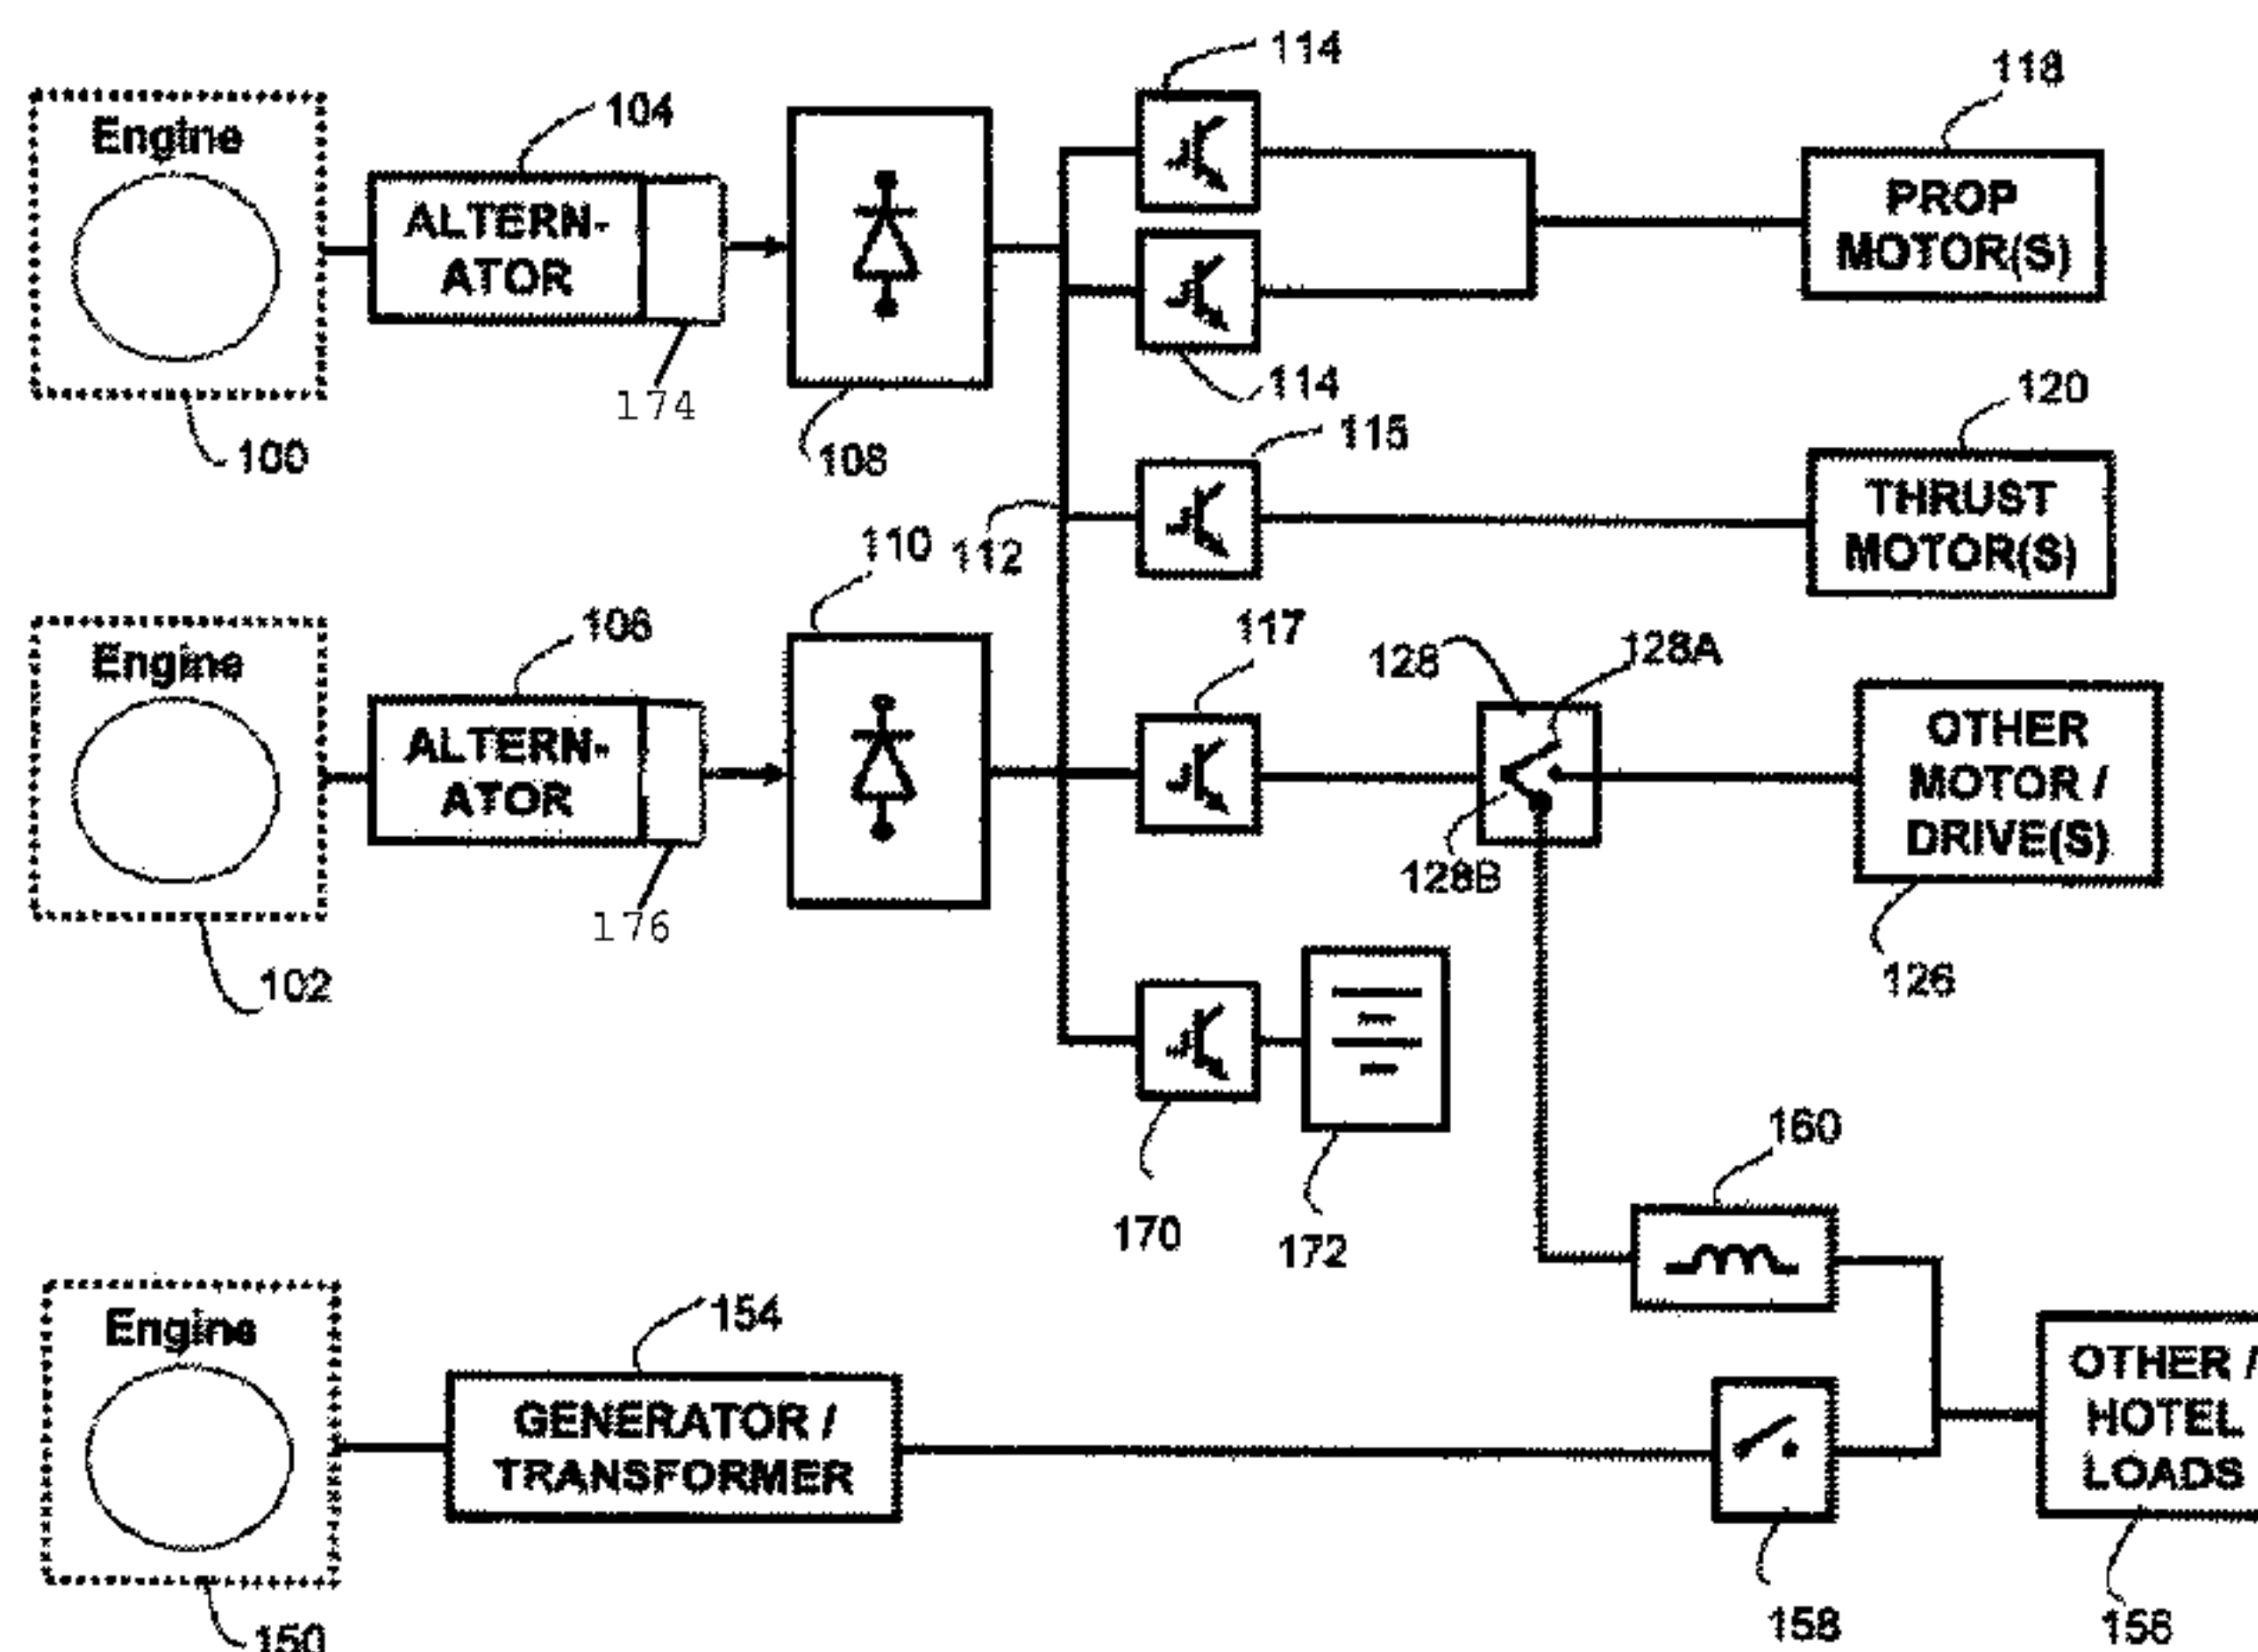 114
118
Engine
104
ALTERN-
ATOR
PROP
MOTOR(S)
174
114
100
108
115
120
THRUST
MOTOR(S)
110
112
Engine
106
117
128
128A
ALTERN-
ATOR
OTHER
MOTOR /
DRIVE(S)
128B
176
102
126
160
170
172
Engine
154
GENERATOR /
TRANSFORMER
OTHER /
HOTEL
LOADS
150
158
156